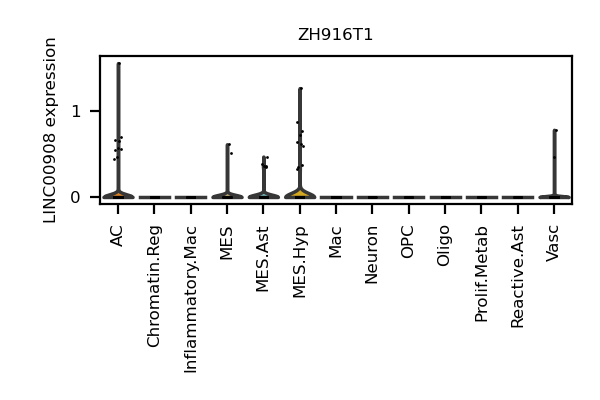 ZH916T1
LINC00908 expression
1
0
AC
Chromatin.Reg
Inflammatory.Mac
MES
MES.Ast
MES.Hyp
Mac
Neuron
OPC
Oligo
Prolif.Metab
Reactive.Ast
Vasc